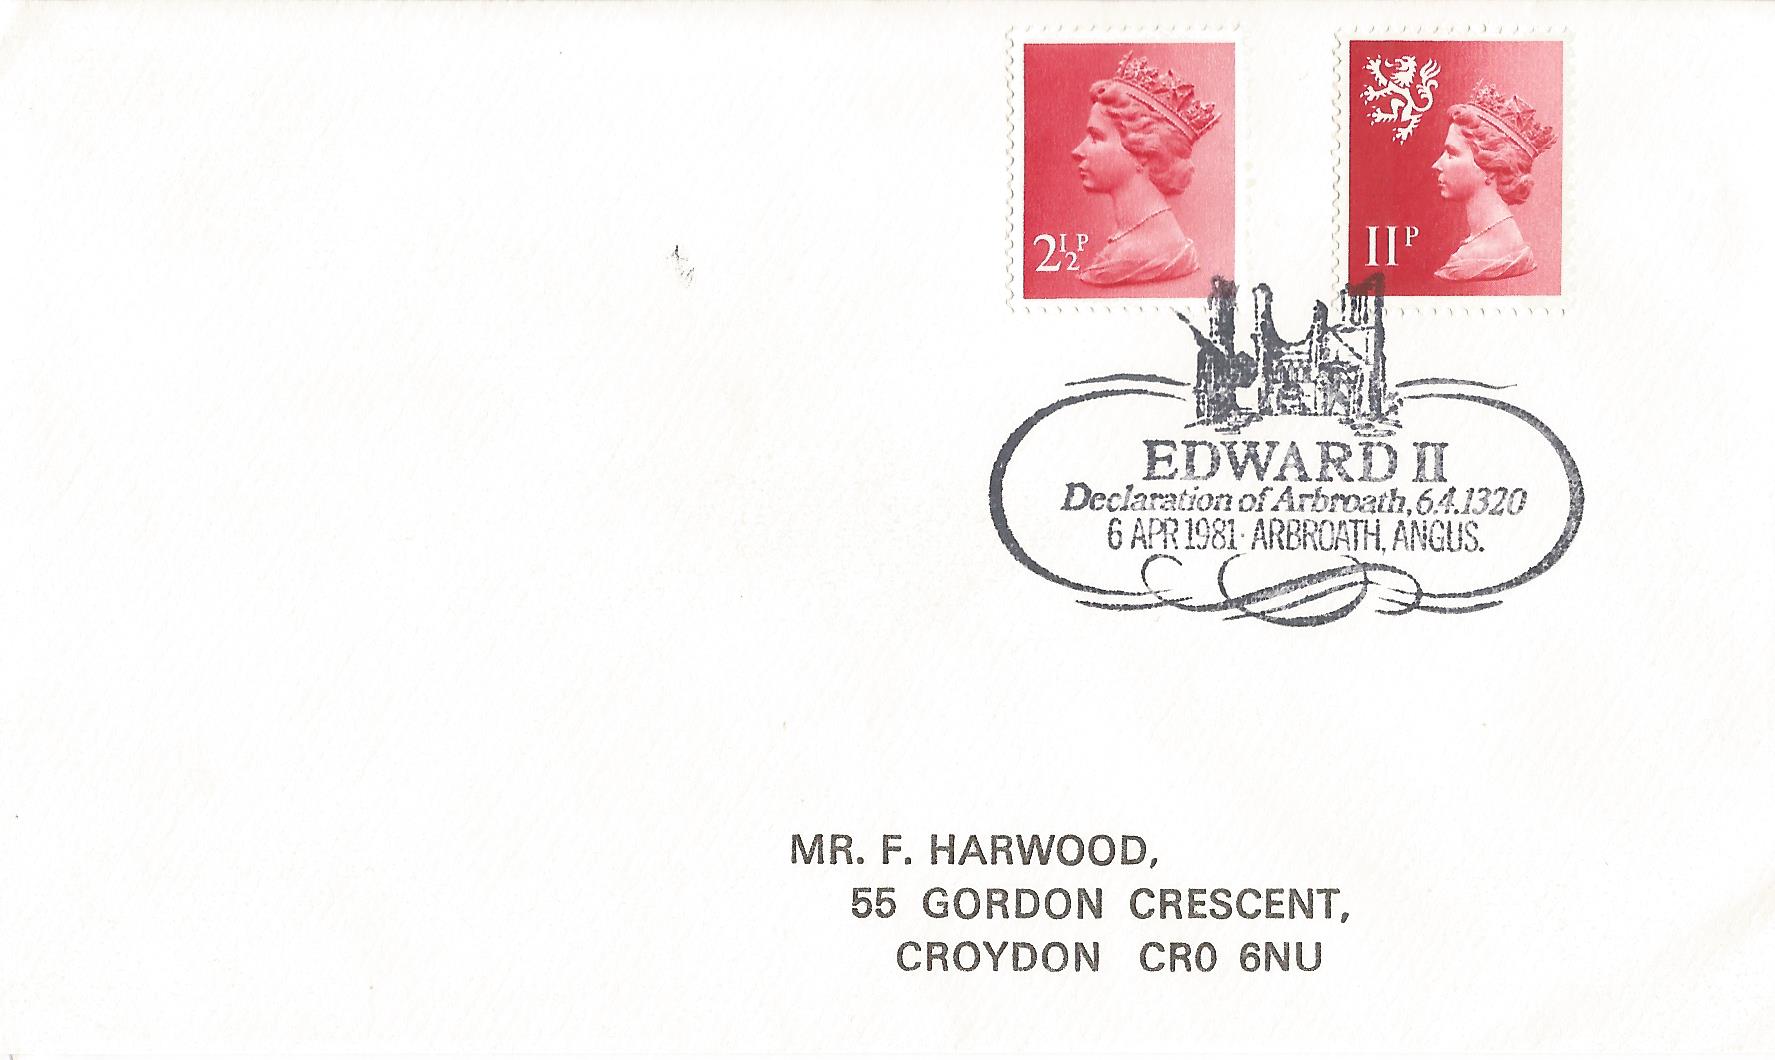 2½P
11P
EDWARD II
Declaration of Arbroath, 6.4.1320
6 APR 1981· ARBROATH, ANGUS.
MR. F. HARWOOD,
55 GORDON CRESCENT,
CROYDON CR0 6NU